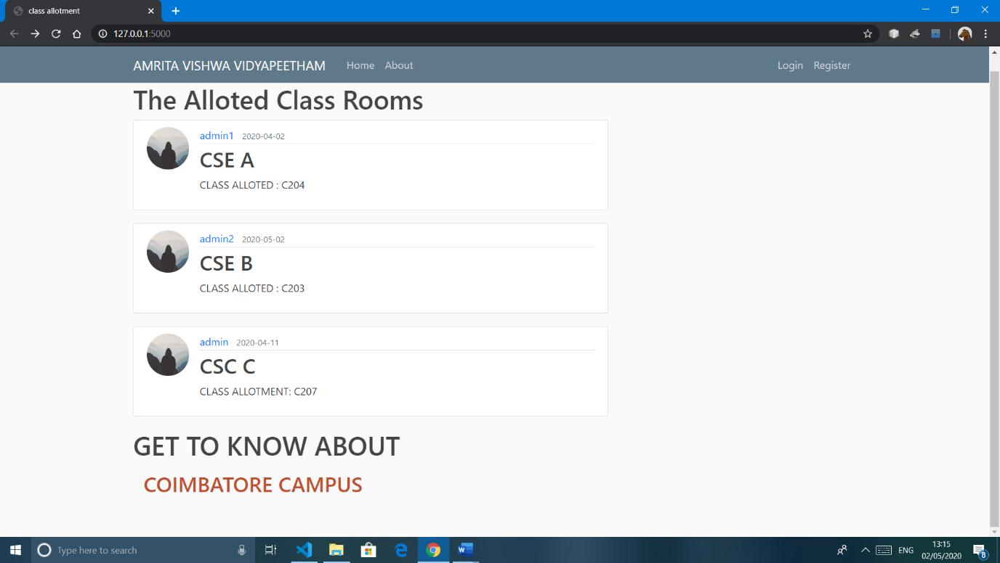 class allotment
127.0.0.1:5000
AMRITA VISHWA VIDYAPEETHAM Home About Login Register
The Alloted Class Rooms
admin1 2020-04-02
CSE A
CLASS ALLOTED : C204
admin2 2020-05-02
CSE B
CLASS ALLOTED : C203
admin 2020-04-11
CSC C
CLASS ALLOTMENT: C207
GET TO KNOW ABOUT
COIMBATORE CAMPUS
Type here to search
W
ENG
13:15
02/05/2020
8